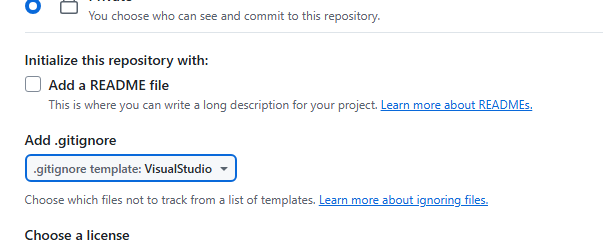 Private
You choose who can see and commit to this repository.
Initialize this repository with:
Add a README file
This is where you can write a long description for your project. Learn more about READMEs.
Add .gitignore
.gitignore template: VisualStudio
Choose which files not to track from a list of templates. Learn more about ignoring files.
Choose a license